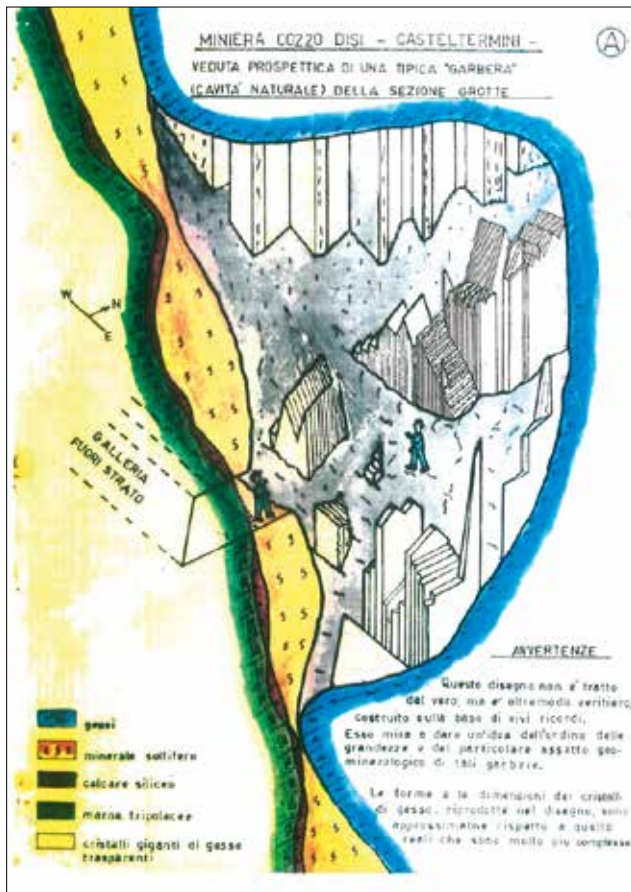 MINIERA COZZO DISI - CASTELTERMINI -
VEDUTA PROSPETTICA DI UNA TIPICA "GARBERA"
(CAVITA' NATURALE) DELLA SEZIONE GROTTE
A
W
N
E
GALLERIA
FUORI STRATO
AVVERTENZE
Questo disegno non e' tratto
dal vero, ma e' oltremodo veritiero,
costruito sulla base di vivi ricordi.
Esso mira a dare un'idea dell'ordine delle
grandezze e del particolare assetto geo-
mineralogico di tali garbere.
Le forme e le dimensioni dei cristalli
di gesso, riprodotte nel disegno, sono
approssimative rispetto a quelle
reali che sono molto piu complesse
gessi
minerale solfifero
calcare siliceo
marne tripolacee
cristalli giganti di gesso
trasparenti